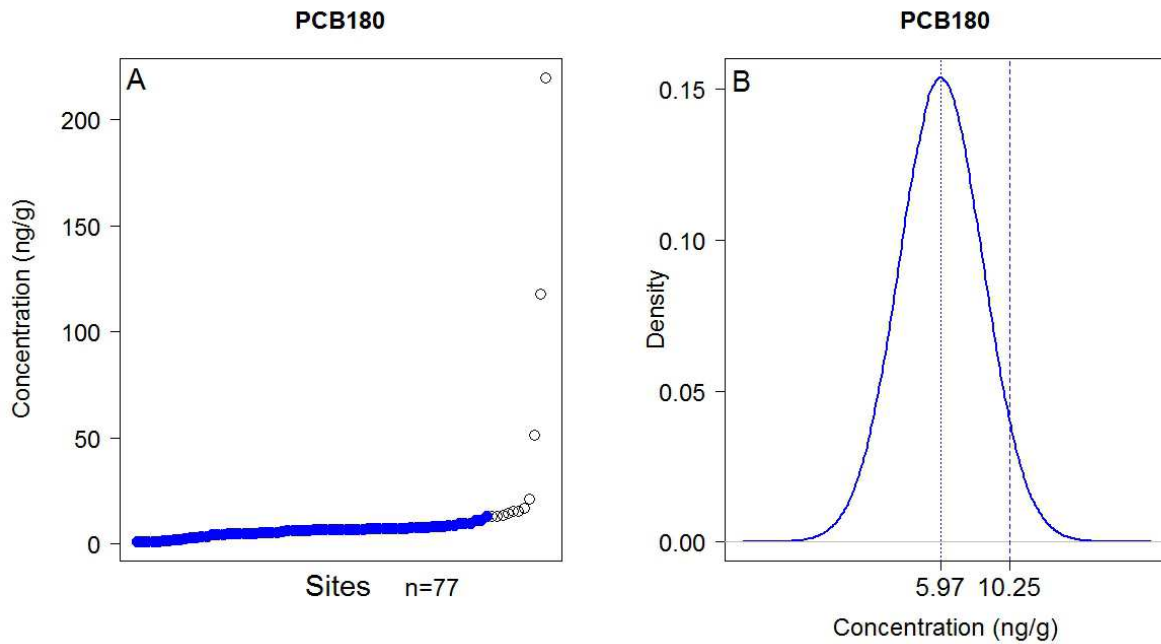 PCB180
A
200
150
100
50
0
Concentration (ng/g)
Sites n=77
PCB180
B
0.15
0.10
0.05
0.00
Density
5.97 10.25
Concentration (ng/g)